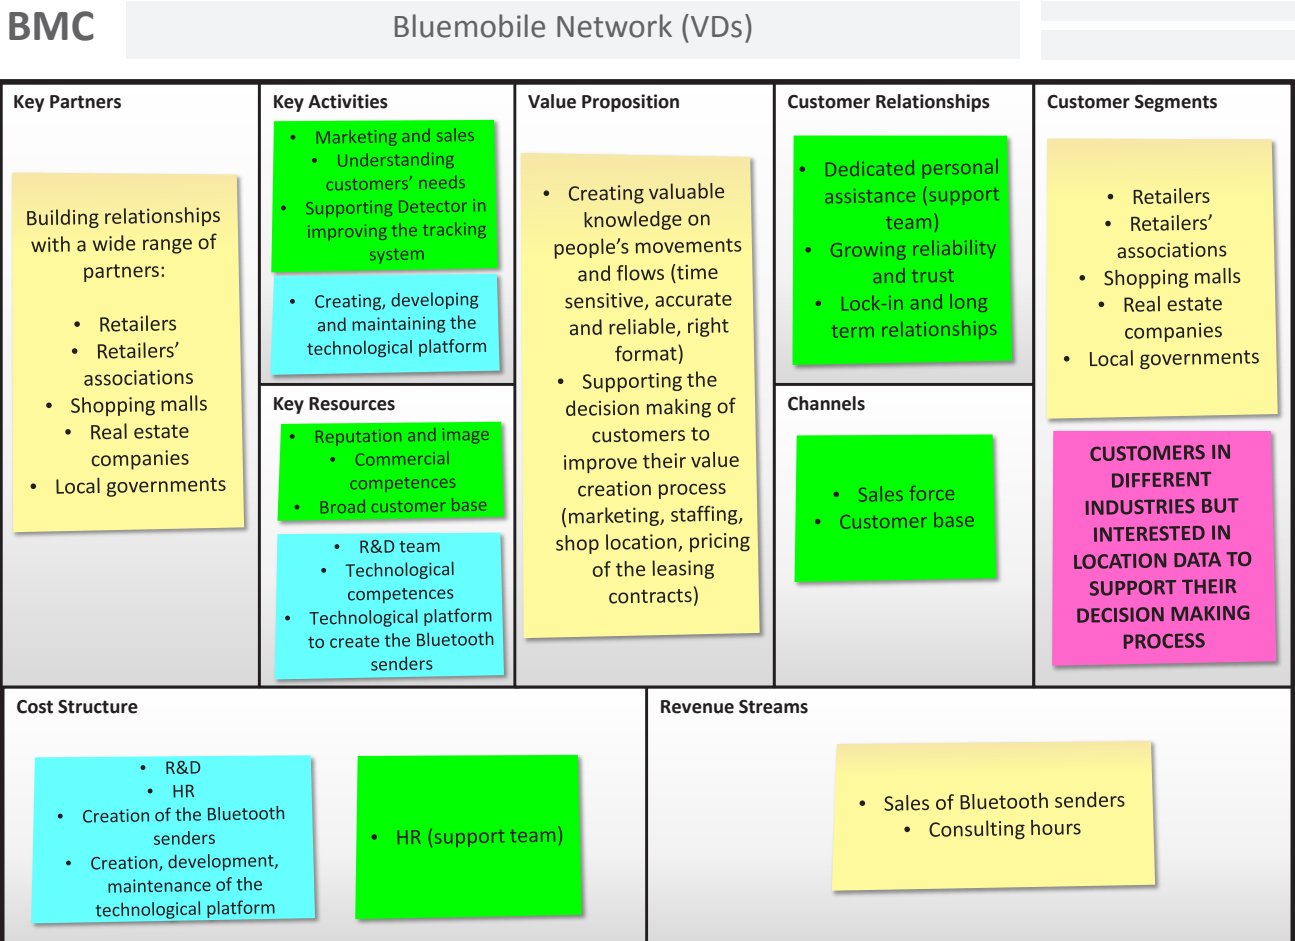 BMC
Bluemobile Network (VDs)
Key Partners
Building relationships
with a wide range of
partners:
• Retailers
• Retailers’
associations
• Shopping malls
• Real estate
companies
• Local governments
Key Activities
• Marketing and sales
• Understanding
customers’ needs
• Supporting Detector in
improving the tracking
system
• Creating, developing
and maintaining the
technological platform
Key Resources
• Reputation and image
• Commercial
competences
• Broad customer base
• R&D team
• Technological
competences
• Technological platform
to create the Bluetooth
senders
Value Proposition
• Creating valuable
knowledge on
people’s movements
and flows (time
sensitive, accurate
and reliable, right
format)
• Supporting the
decision making of
customers to
improve their value
creation process
(marketing, staffing,
shop location, pricing
of the leasing
contracts)
Customer Relationships
• Dedicated personal
assistance (support
team)
• Growing reliability
and trust
• Lock-in and long
term relationships
Channels
• Sales force
• Customer base
Customer Segments
• Retailers
• Retailers’
associations
• Shopping malls
• Real estate
companies
• Local governments
CUSTOMERS IN
DIFFERENT
INDUSTRIES BUT
INTERESTED IN
LOCATION DATA TO
SUPPORT THEIR
DECISION MAKING
PROCESS
Cost Structure
• R&D
• HR
• Creation of the Bluetooth
senders
• Creation, development,
maintenance of the
technological platform
• HR (support team)
Revenue Streams
• Sales of Bluetooth senders
• Consulting hours